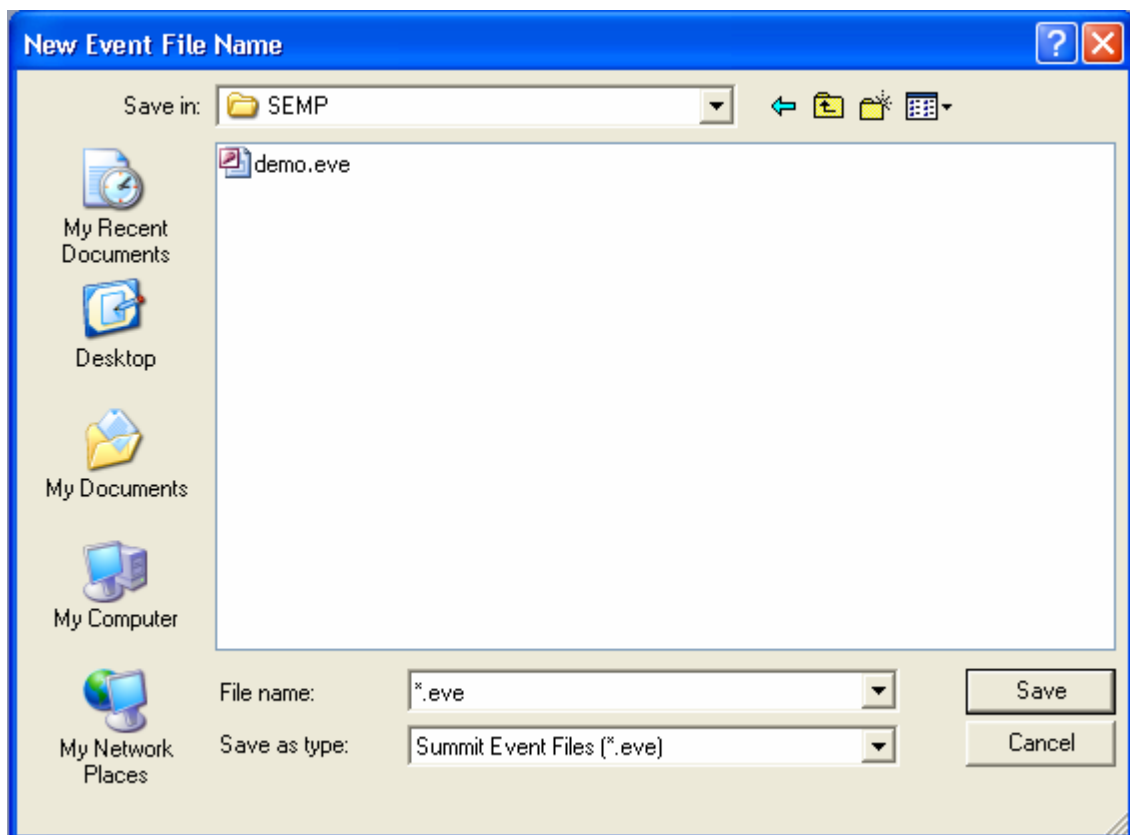 New Event File Name
Save in: SEMP
demo.eve
My Recent
Documents
Desktop
My Documents
My Computer
My Network
Places
File name: *.eve Save
Save as type: Summit Event Files (*.eve) Cancel